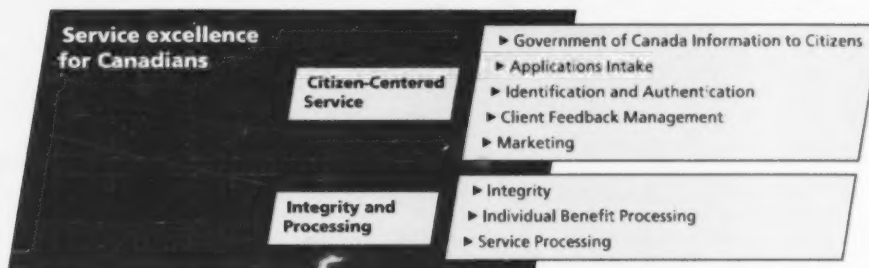 Service excellence
for Canadians
Citizen-Centered
Service
► Government of Canada Information to Citizens
► Applications Intake
► Identification and Authentication
► Client Feedback Management
► Marketing
Integrity and
Processing
► Integrity
► Individual Benefit Processing
► Service Processing